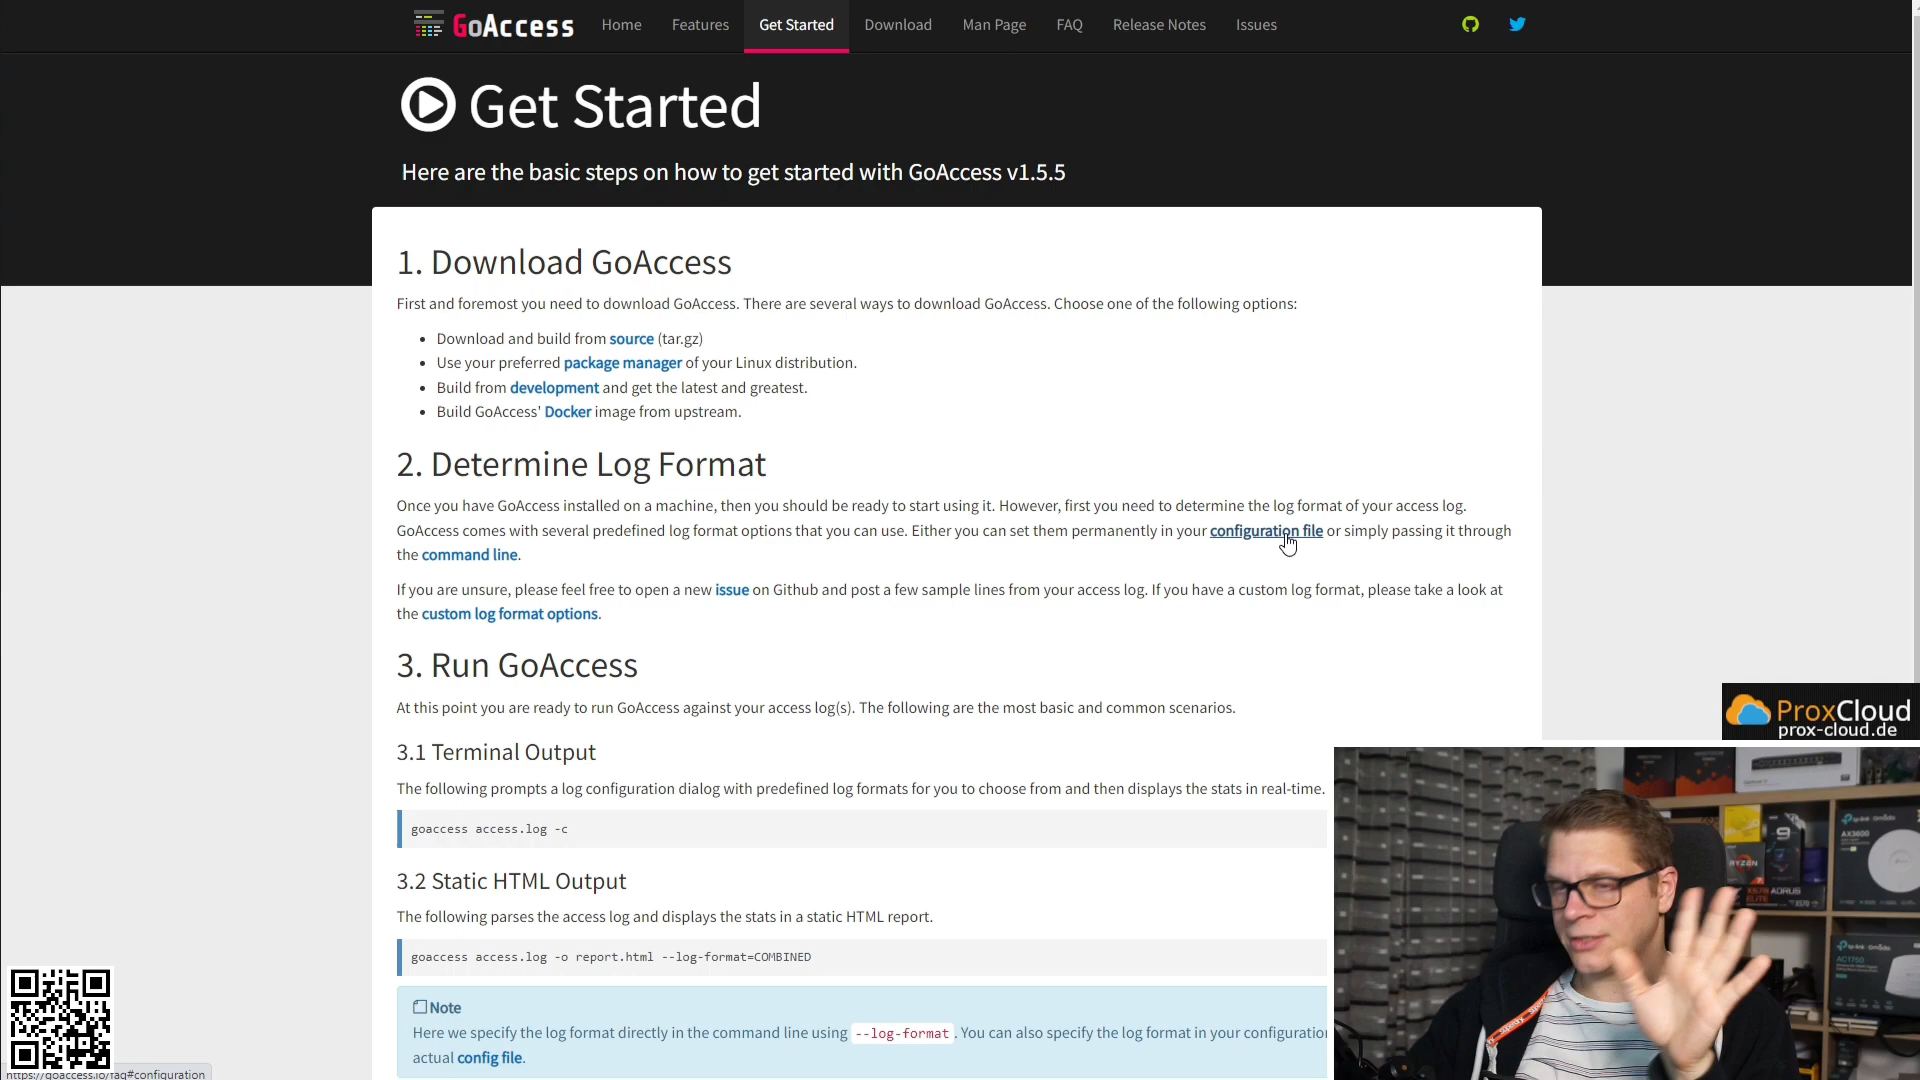 GoAccess
Home
Features
Get Started
Download
Man Page
FAQ
Release Notes
Issues
Get Started
Here are the basic steps on how to get started with GoAccess v1.5.5
1. Download GoAccess
First and foremost you need to download GoAccess. There are several ways to download GoAccess. Choose one of the following options:
Download and build from source (tar.gz)
Use your preferred package manager of your Linux distribution.
Build from development and get the latest and greatest.
Build GoAccess' Docker image from upstream.
2. Determine Log Format
Once you have GoAccess installed on a machine, then you should be ready to start using it. However, first you need to determine the log format of your access log.
GoAccess comes with several predefined log format options that you can use. Either you can set them permanently in your configuration file or simply passing it through
the command line.
If you are unsure, please feel free to open a new issue on Github and post a few sample lines from your access log. If you have a custom log format, please take a look at
the custom log format options.
3. Run GoAccess
At this point you are ready to run GoAccess against your access log(s). The following are the most basic and common scenarios.
3.1 Terminal Output
The following prompts a log configuration dialog with predefined log formats for you to choose from and then displays the stats in real-time.
goaccess access.log -c
3.2 Static HTML Output
The following parses the access log and displays the stats in a static HTML report.
goaccess access.log -o report.html --log-format=COMBINED
Note
Here we specify the log format directly in the command line using --log-format. You can also specify the log format in your configuration
actual config file.
https://goaccess.io/faq#configuration
ProxCloud
prox-cloud.de
tp-link
AX3600
9
RYZEN
X570
AORUS
ELITE
tp-link omada
AC1750